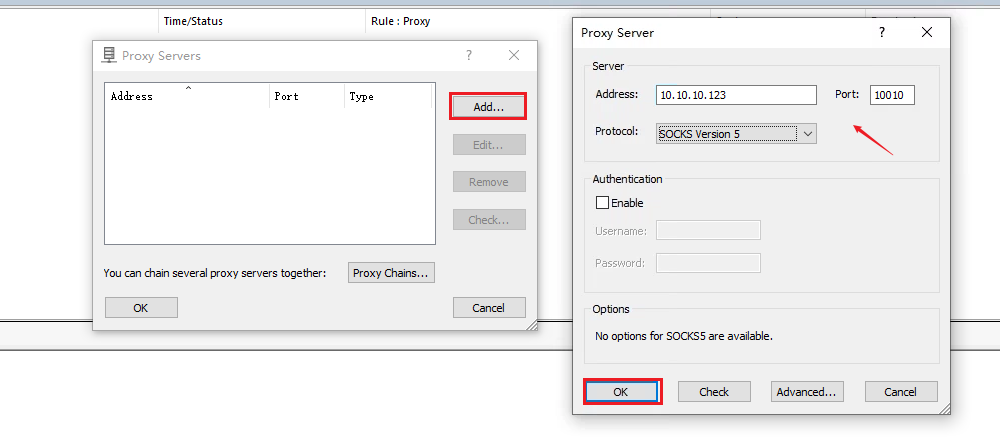 Time/Status
Rule : Proxy
Proxy Servers
?
Address
Port
Type
Add...
Edit...
Remove
Check...
You can chain several proxy servers together:
Proxy Chains...
OK
Cancel
Proxy Server
?
Server
Address:
10.10.10.123
Port:
10010
Protocol:
SOCKS Version 5
Authentication
Enable
Username:
Password:
Options
No options for SOCKS5 are available.
OK
Check
Advanced...
Cancel